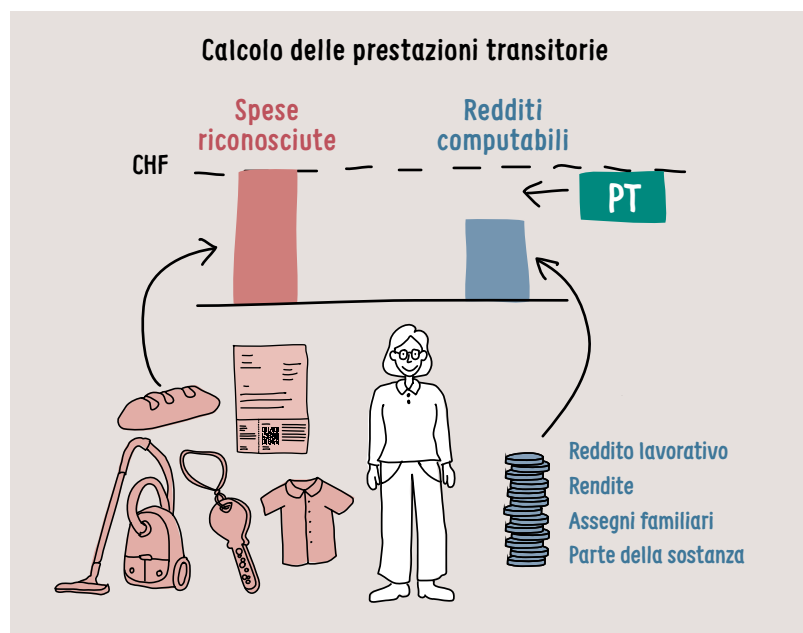 Calcolo delle prestazioni transitorie
Spese
riconosciute
Redditi
computabili
CHF
PT
Reddito lavorativo
Rendite
Assegni familiari
Parte della sostanza